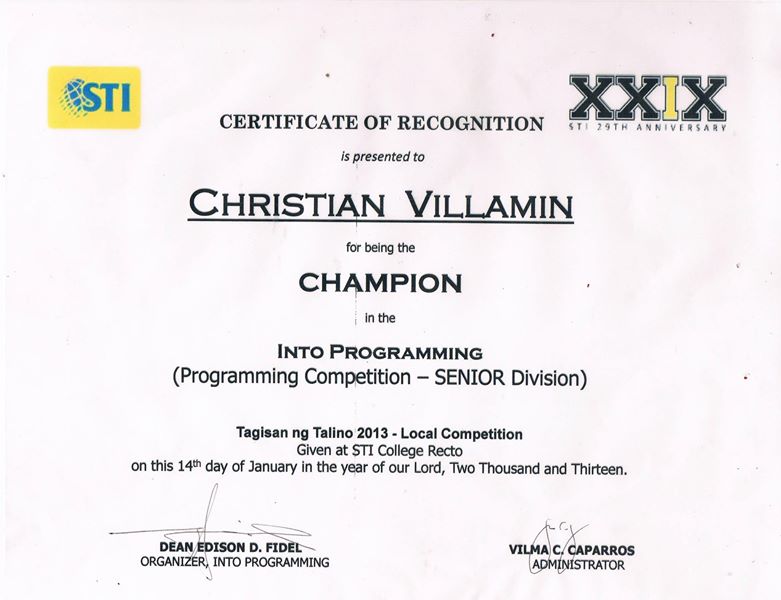 STI
XXIX
STI 29TH ANNIVERSARY
CERTIFICATE OF RECOGNITION
is presented to
CHRISTIAN VILLAMIN
for being the
CHAMPION
in the
INTO PROGRAMMING
(Programming Competition – SENIOR Division)
Tagisan ng Talino 2013 - Local Competition
Given at STI College Recto
on this 14th day of January in the year of our Lord, Two Thousand and Thirteen.
DEAN EDISON D. FIDEL
ORGANIZER, INTO PROGRAMMING
VILMA C. CAPARROS
ADMINISTRATOR